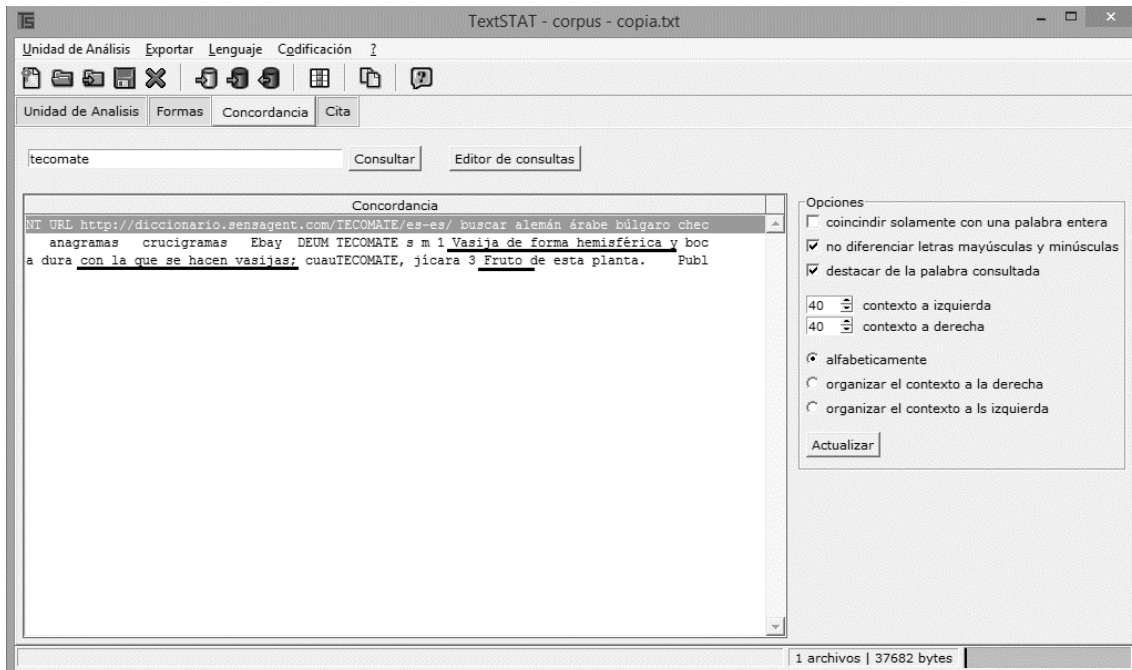 TextSTAT - corpus - copia.txt
Unidad de Análisis Exportar Lenguaje Codificación ?
Unidad de Analisis Formas Concordancia Cita
tecomate Consultar Editor de consultas
Concordancia
NT URL http://diccionario.sensagent.com/TECOMATE/es-es/ buscar alemán árabe búlgaro chec
anagramas crucigramas Ebay DEUM TECOMATE s m 1 Vasija de forma hemisférica y boc
a dura con la que se hacen vasijas; cuauTECOMATE, jícara 3 Fruto de esta planta. Publ
Opciones
coincidir solamente con una palabra entera
no diferenciar letras mayúsculas y minúsculas
destacar de la palabra consultada
40 contexto a izquierda
40 contexto a derecha
alfabeticamente
organizar el contexto a la derecha
organizar el contexto a ls izquierda
Actualizar
1 archivos | 37682 bytes